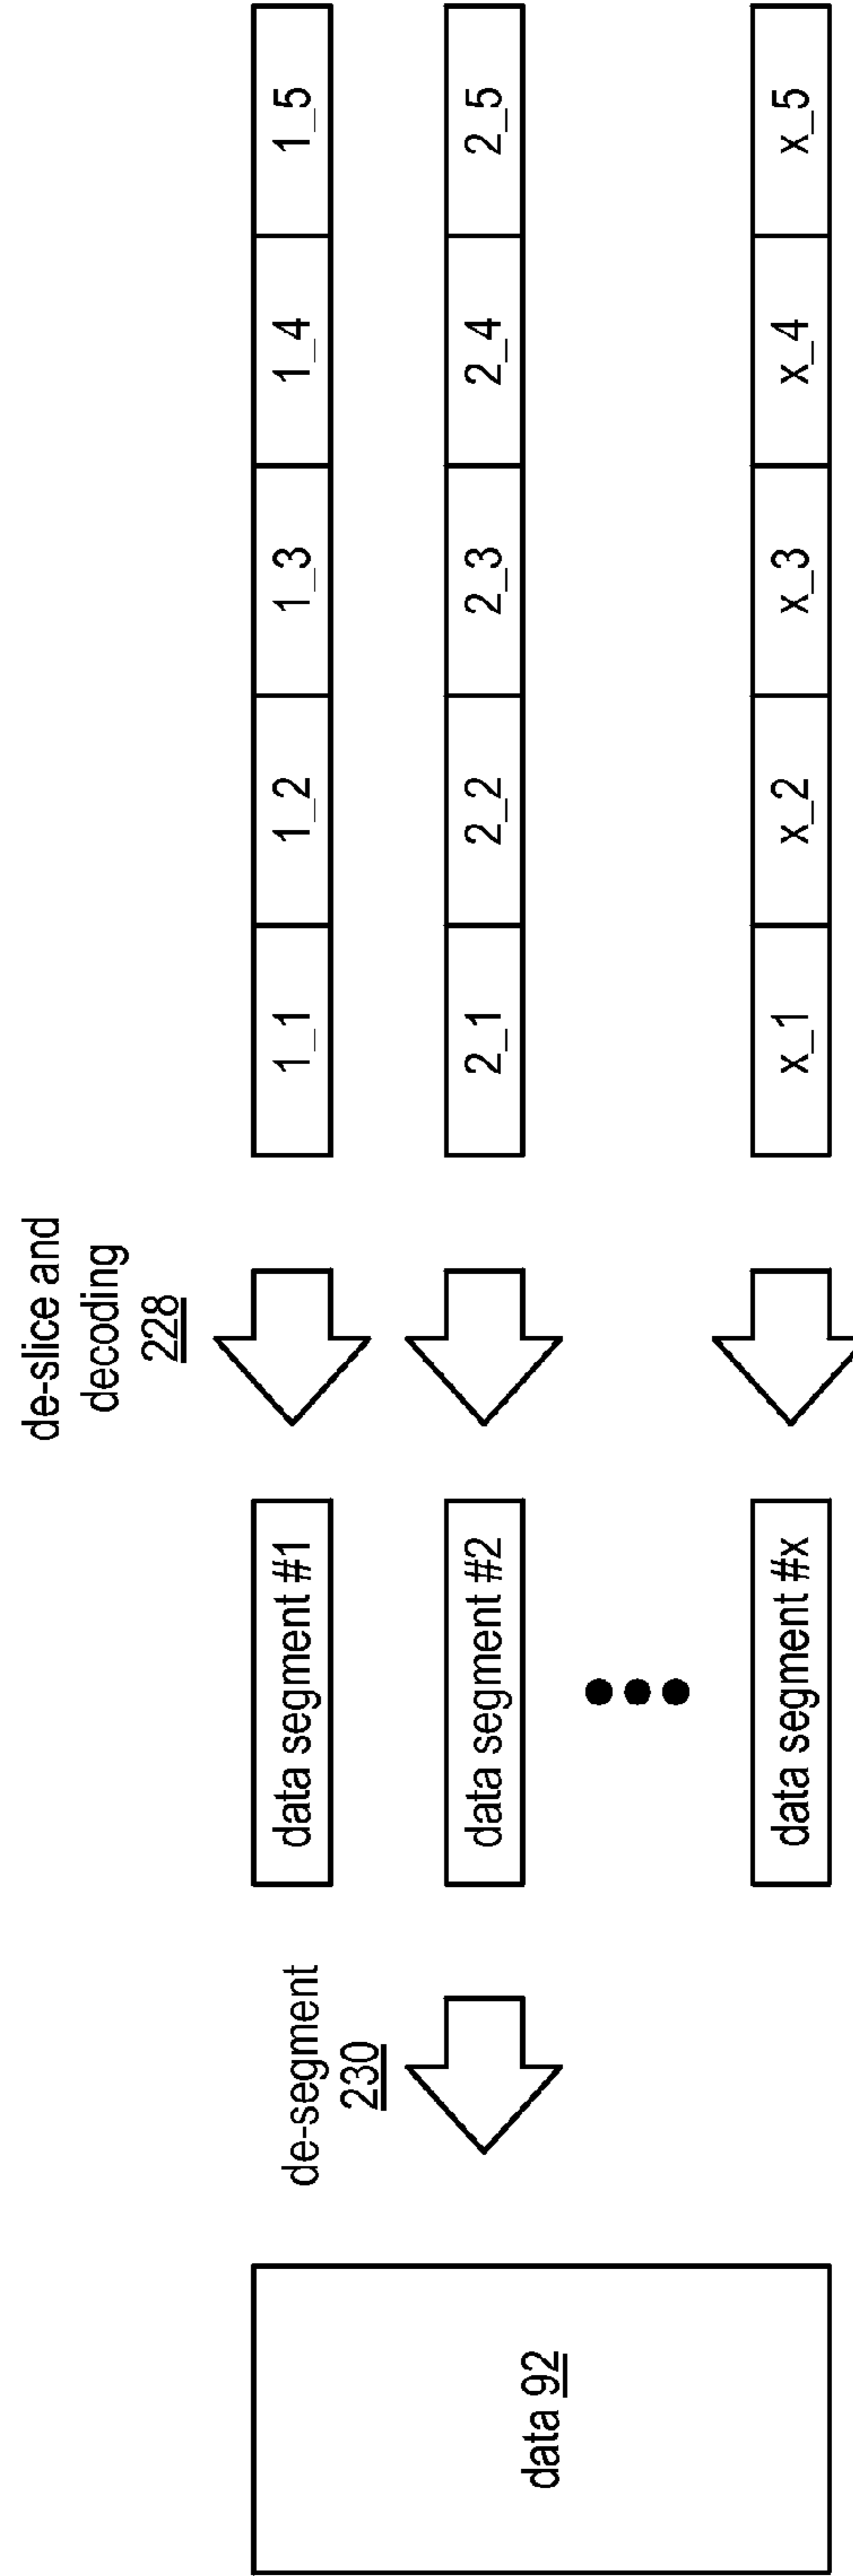 de-slice and
decoding
228
de-segment
230
data 92
data segment #1
1_1
1_2
1_3
1_4
1_5
data segment #2
2_1
2_2
2_3
2_4
2_5
data segment #x
x_1
x_2
x_3
x_4
x_5